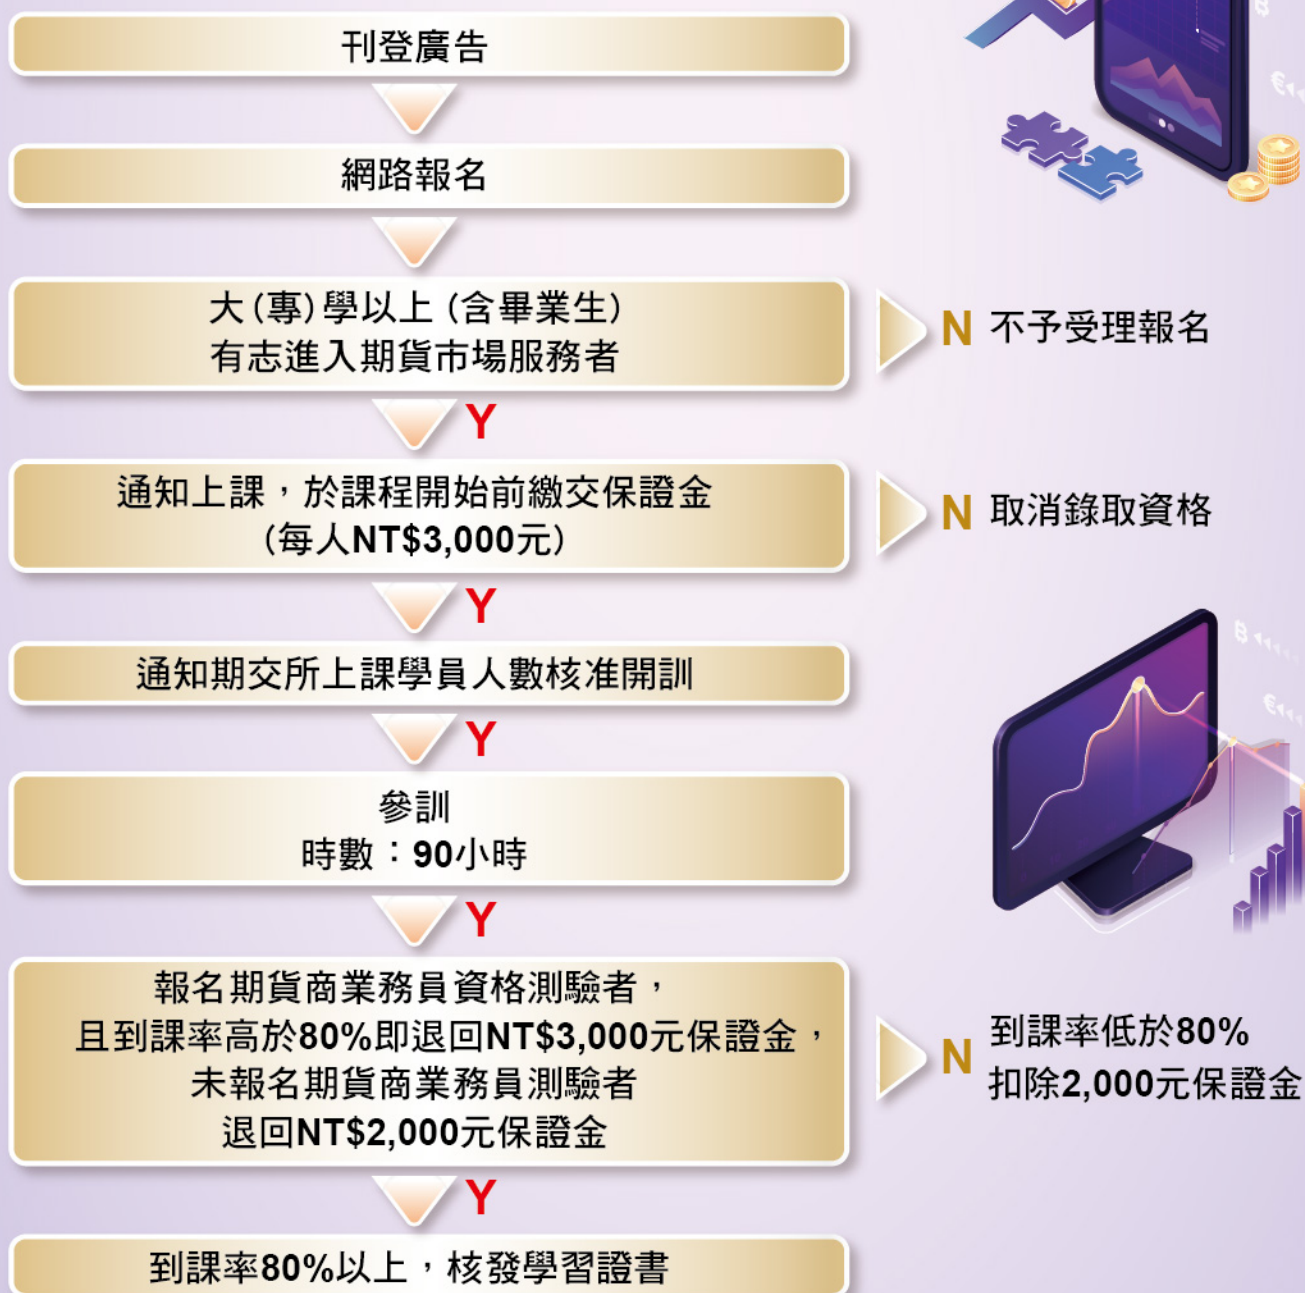 刊登廣告
網路報名
大(專)學以上(含畢業生)
有志進入期貨市場服務者
N 不予受理報名
Y
通知上課，於課程開始前繳交保證金
(每人NT$3,000元)
N 取消錄取資格
Y
通知期交所上課學員人數核准開訓
Y
參訓
時數：90小時
Y
報名期貨商業務員資格測驗者，
且到課率高於80%即退回NT$3,000元保證金，
未報名期貨商業務員測驗者
退回NT$2,000元保證金
N 到課率低於80%
扣除2,000元保證金
Y
到課率80%以上，核發學習證書